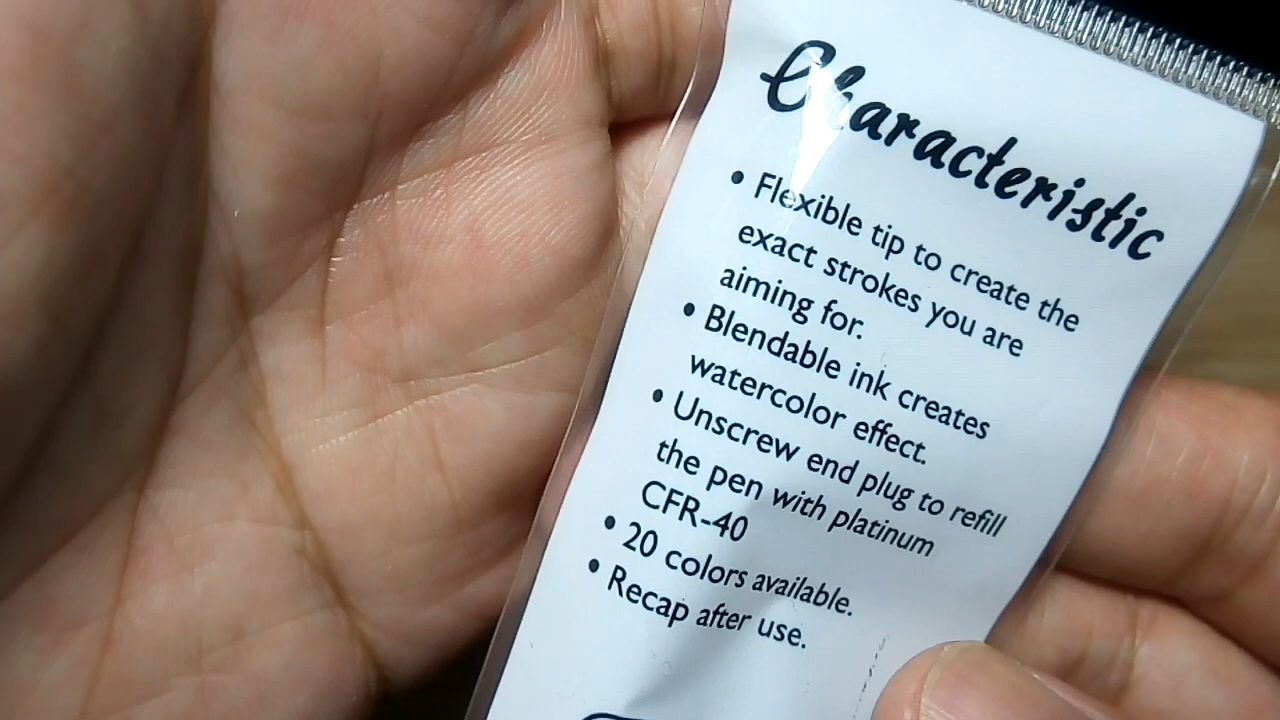 Characteristic
• Flexible tip to create the
exact strokes you are
aiming for.
• Blendable ink creates
watercolor effect.
• Unscrew end plug to refill
the pen with platinum
CFR-40
• 20 colors available.
• Recap after use.